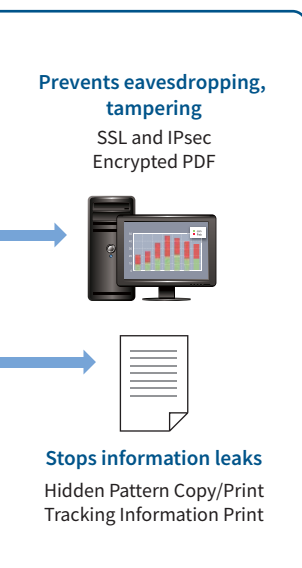 Prevents eavesdropping,
tampering
SSL and IPsec
Encrypted PDF
Stops information leaks
Hidden Pattern Copy/Print
Tracking Information Print